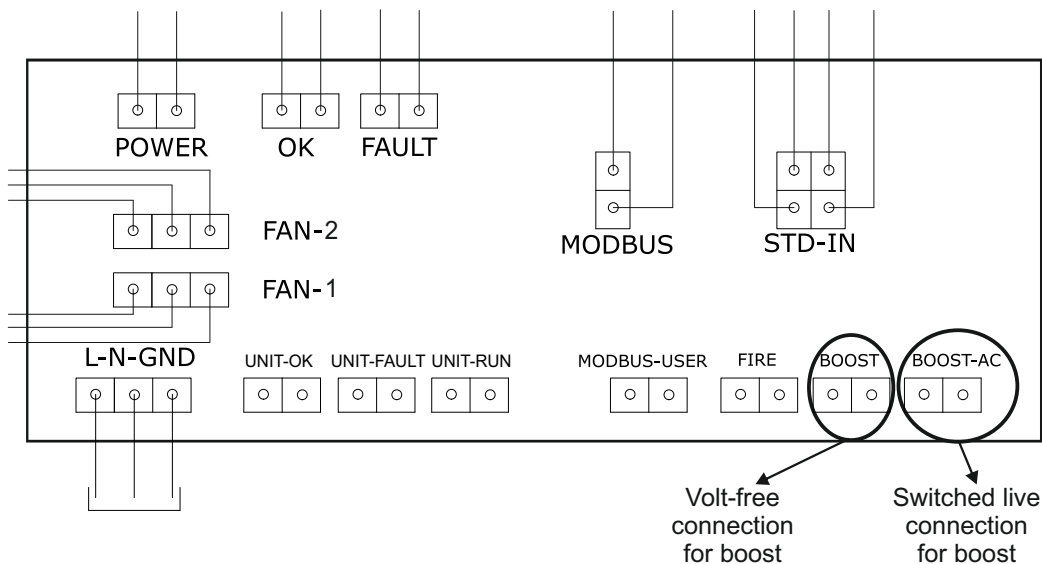 POWER
OK
FAULT
FAN-2
MODBUS
STD-IN
FAN-1
L-N-GND
UNIT-OK
UNIT-FAULT
UNIT-RUN
MODBUS-USER
FIRE
BOOST
BOOST-AC
Volt-free
connection
for boost
Switched live
connection
for boost